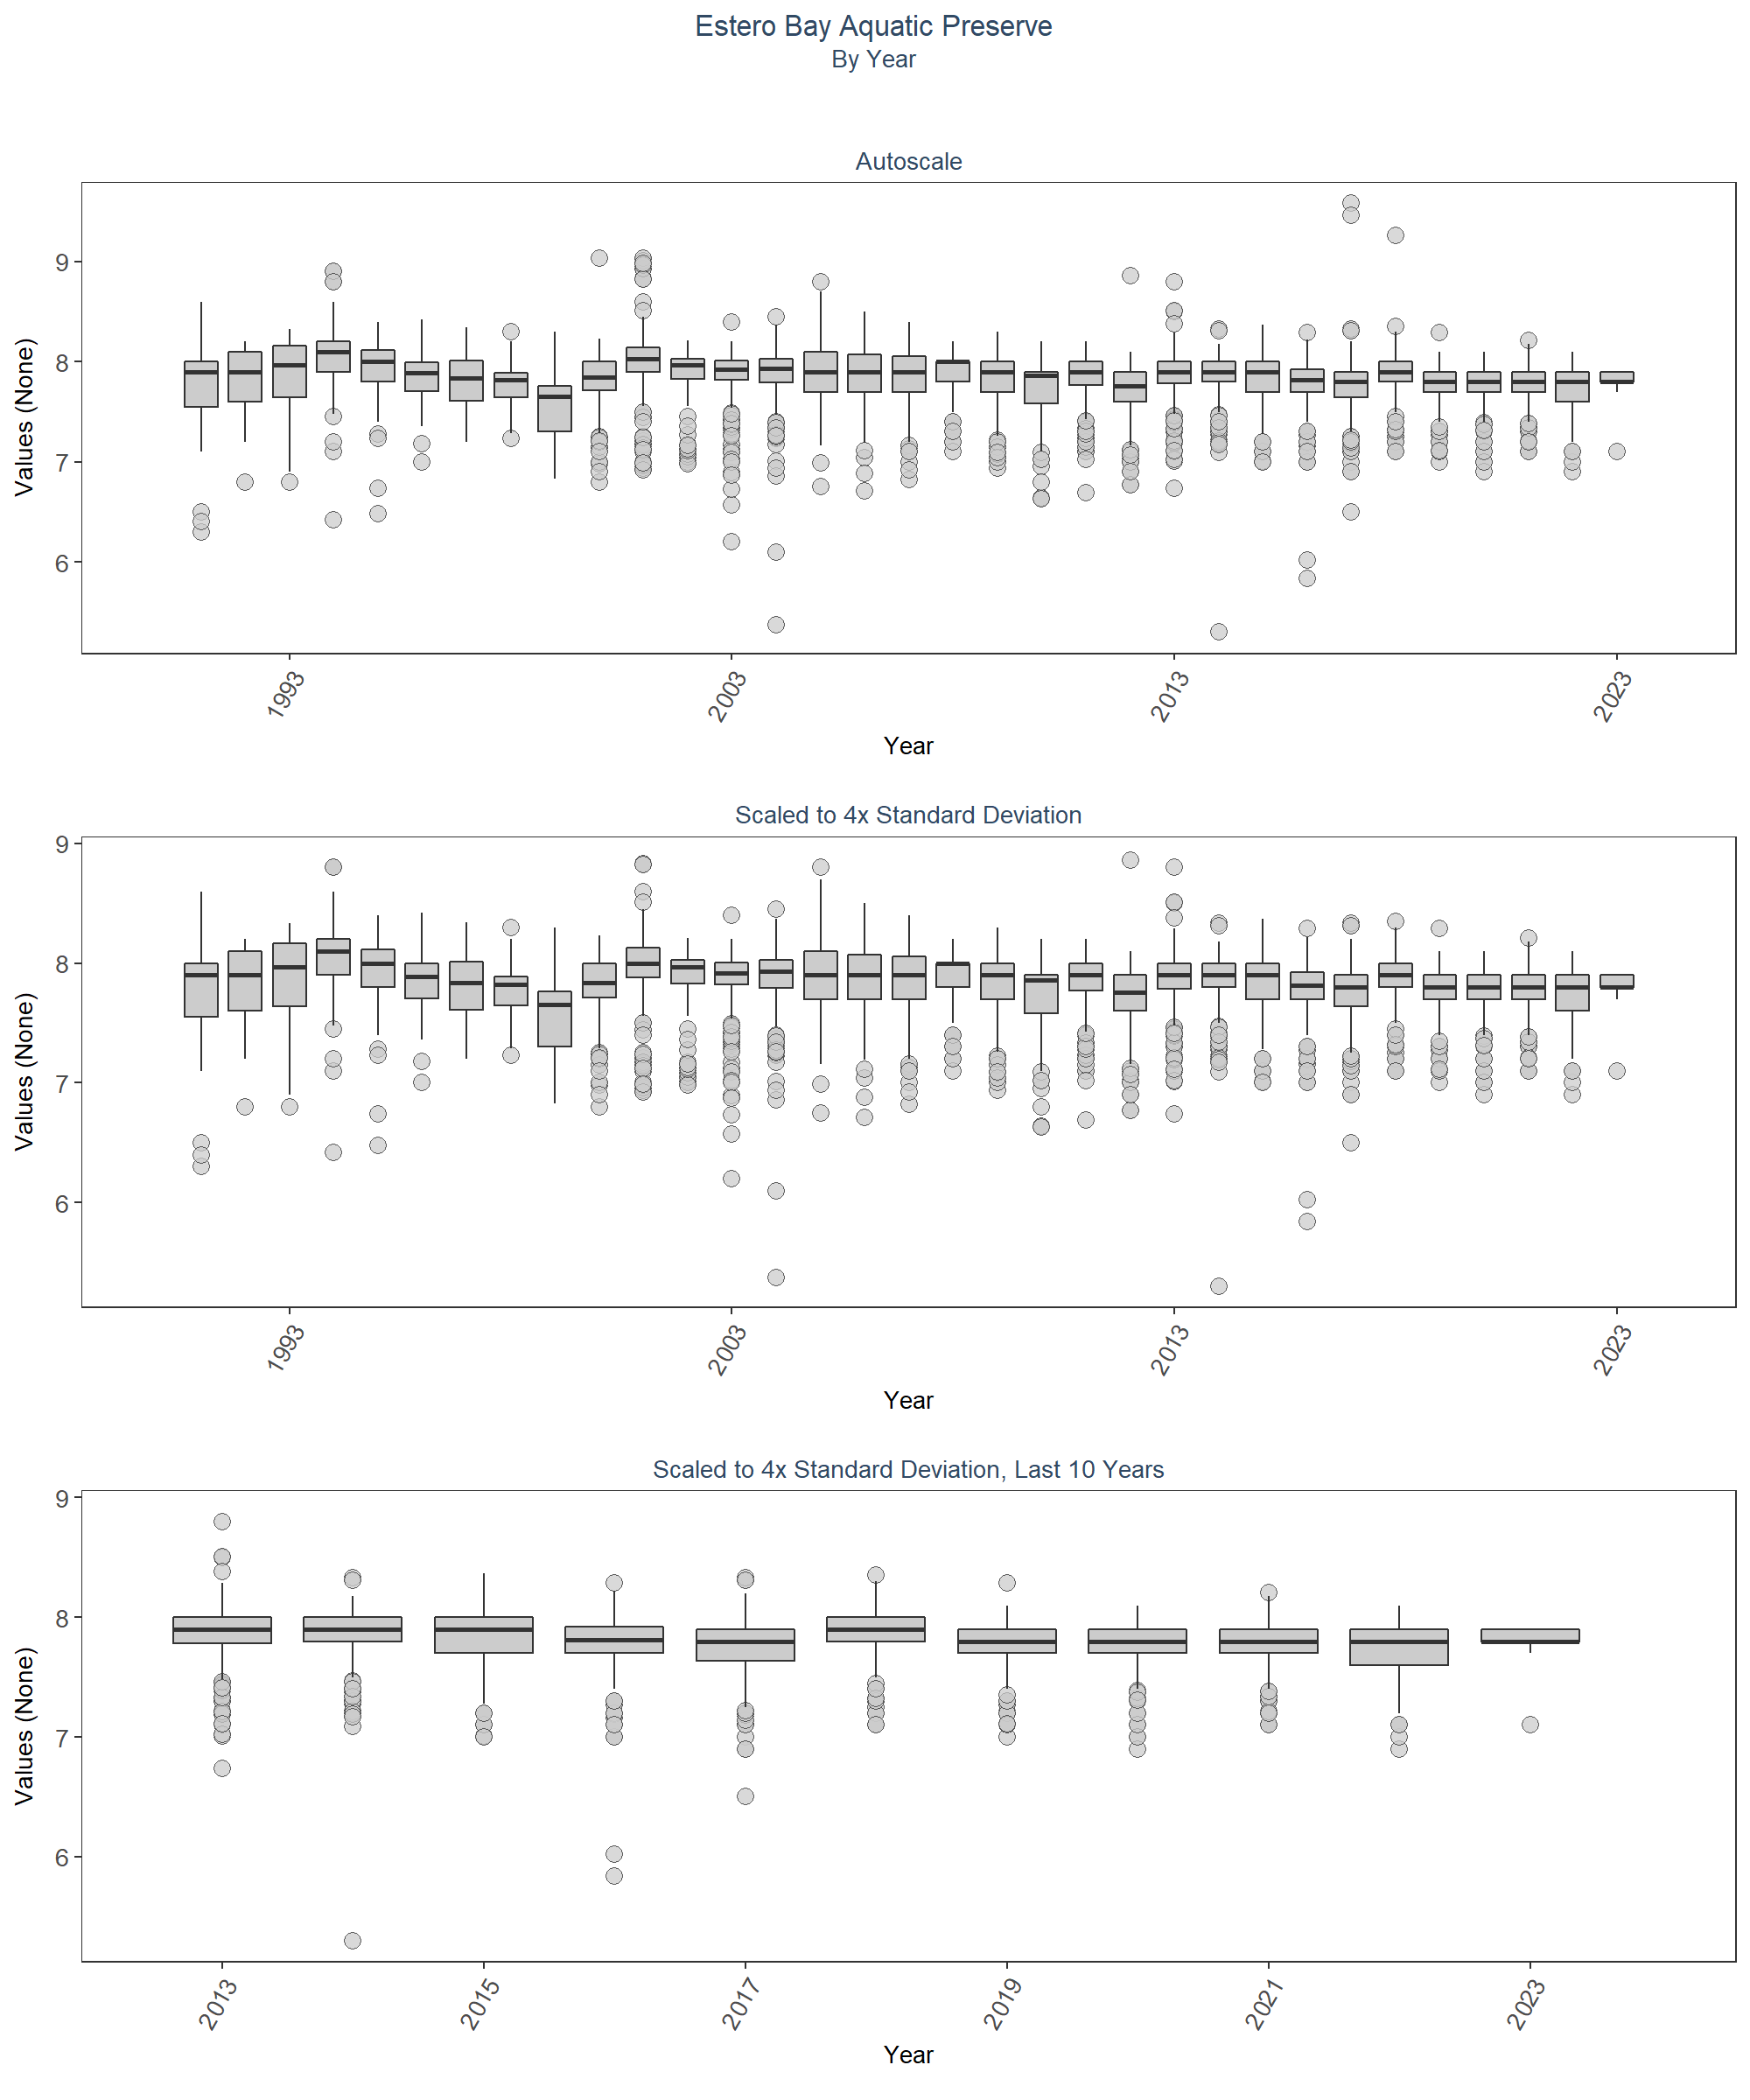 Estero Bay Aquatic Preserve
By Year
Autoscale
Values (None)
9
8
7
6
1993
2003
2013
2023
Year
Scaled to 4x Standard Deviation
Values (None)
9
8
7
6
1993
2003
2013
2023
Year
Scaled to 4x Standard Deviation, Last 10 Years
Values (None)
9
8
7
6
2013
2015
2017
2019
2021
2023
Year